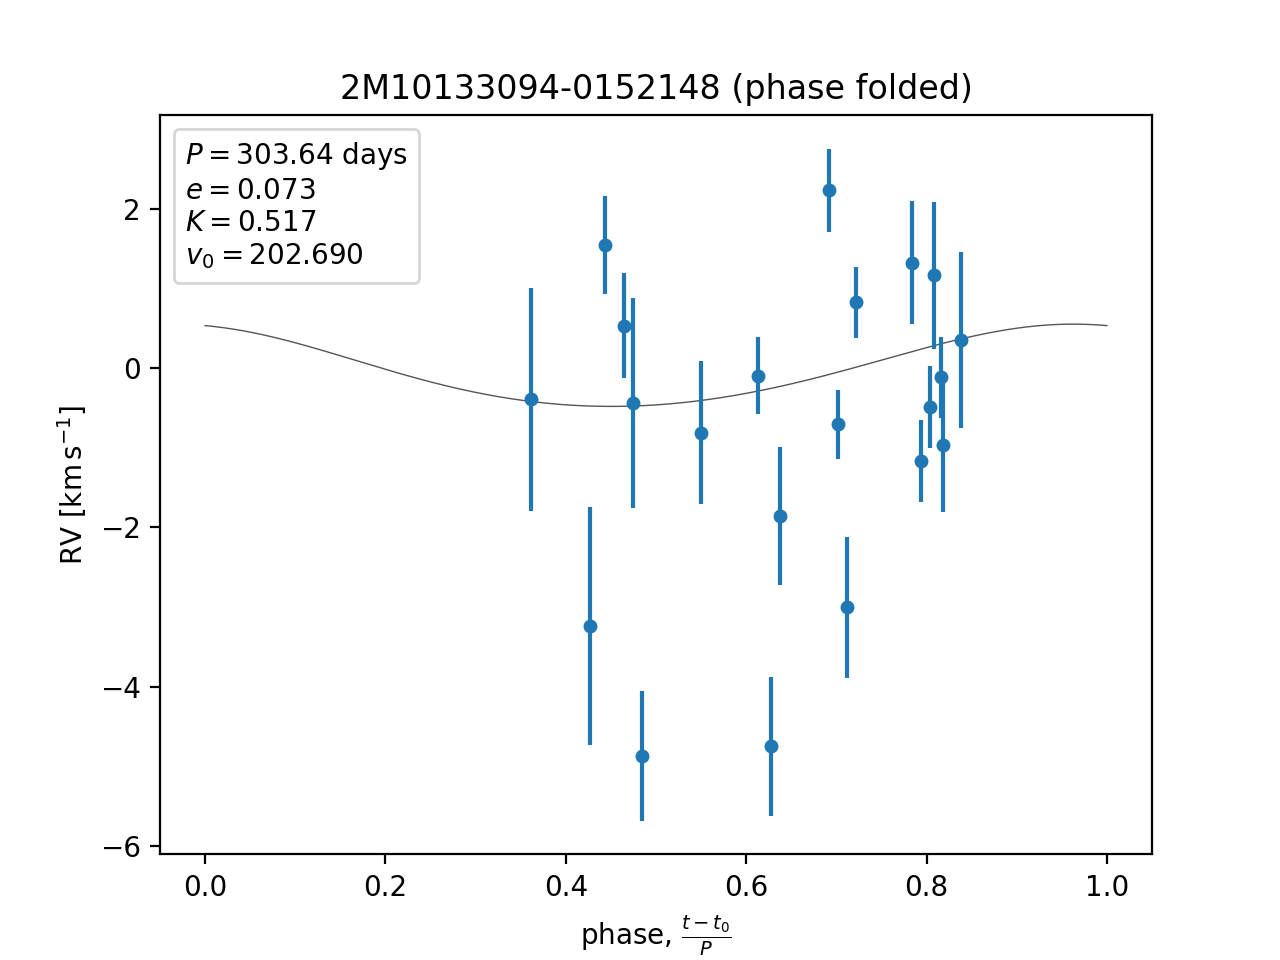 2M10133094-0152148 (phase folded)
P = 303.64 days
e = 0.073
K = 0.517
v₀ = 202.690
2
0
−2
−4
−6
RV [km s⁻¹]
0.0 0.2 0.4 0.6 0.8 1.0
phase, (t − t₀)/P